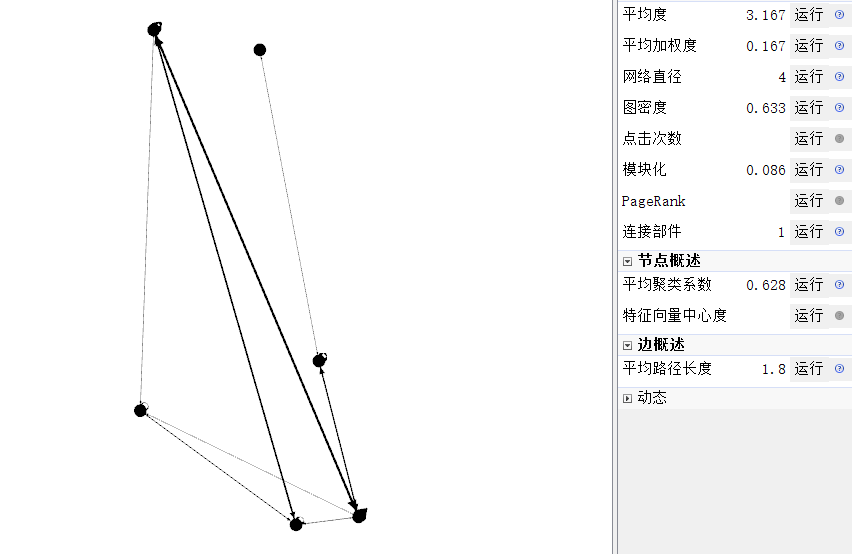 平均度 3.167 运行
平均加权度 0.167 运行
网络直径 4 运行
图密度 0.633 运行
点击次数 运行
模块化 0.086 运行
PageRank 运行
连接部件 1 运行
节点概述
平均聚类系数 0.628 运行
特征向量中心度 运行
边概述
平均路径长度 1.8 运行
动态